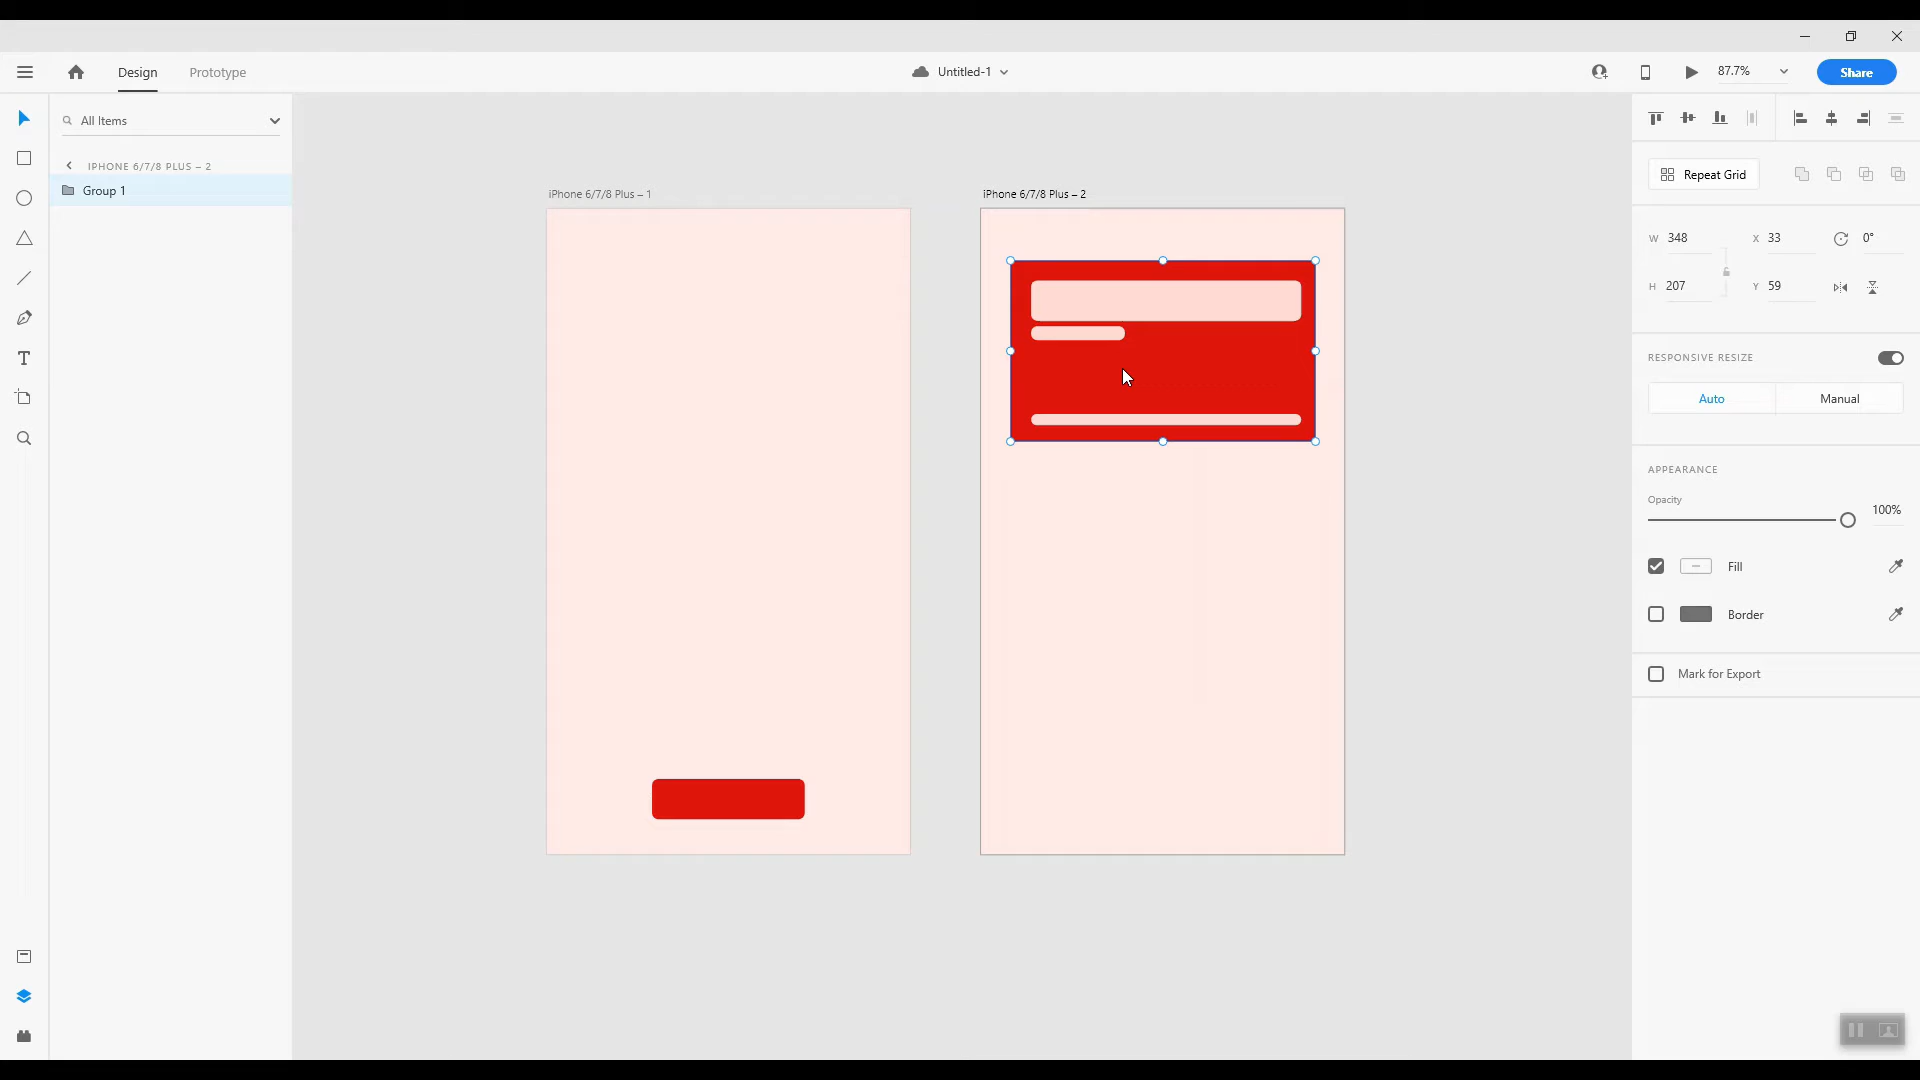 Design
Prototype
Untitled-1
87.7%
Share
All Items
IPHONE 6/7/8 PLUS – 2
Group 1
iPhone 6/7/8 Plus – 1
iPhone 6/7/8 Plus – 2
Repeat Grid
W 348
X 33
0°
H 207
Y 59
RESPONSIVE RESIZE
Auto
Manual
APPEARANCE
Opacity
100%
Fill
Border
Mark for Export